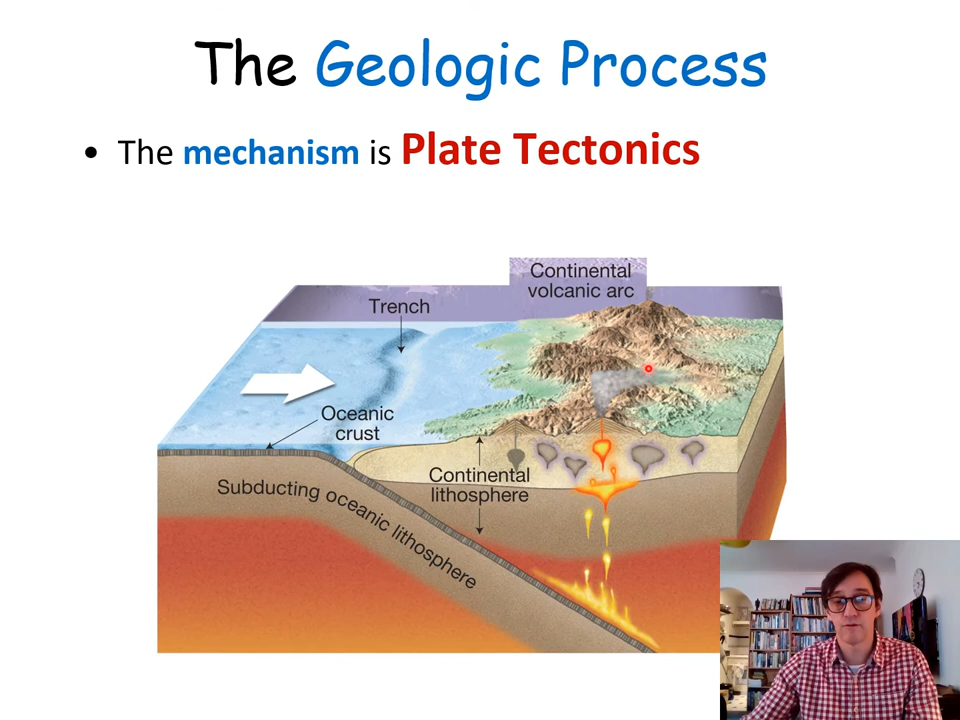 The Geologic Process
• The mechanism is Plate Tectonics
Continental
volcanic arc
Trench
Oceanic
crust
Continental
lithosphere
Subducting oceanic lithosphere